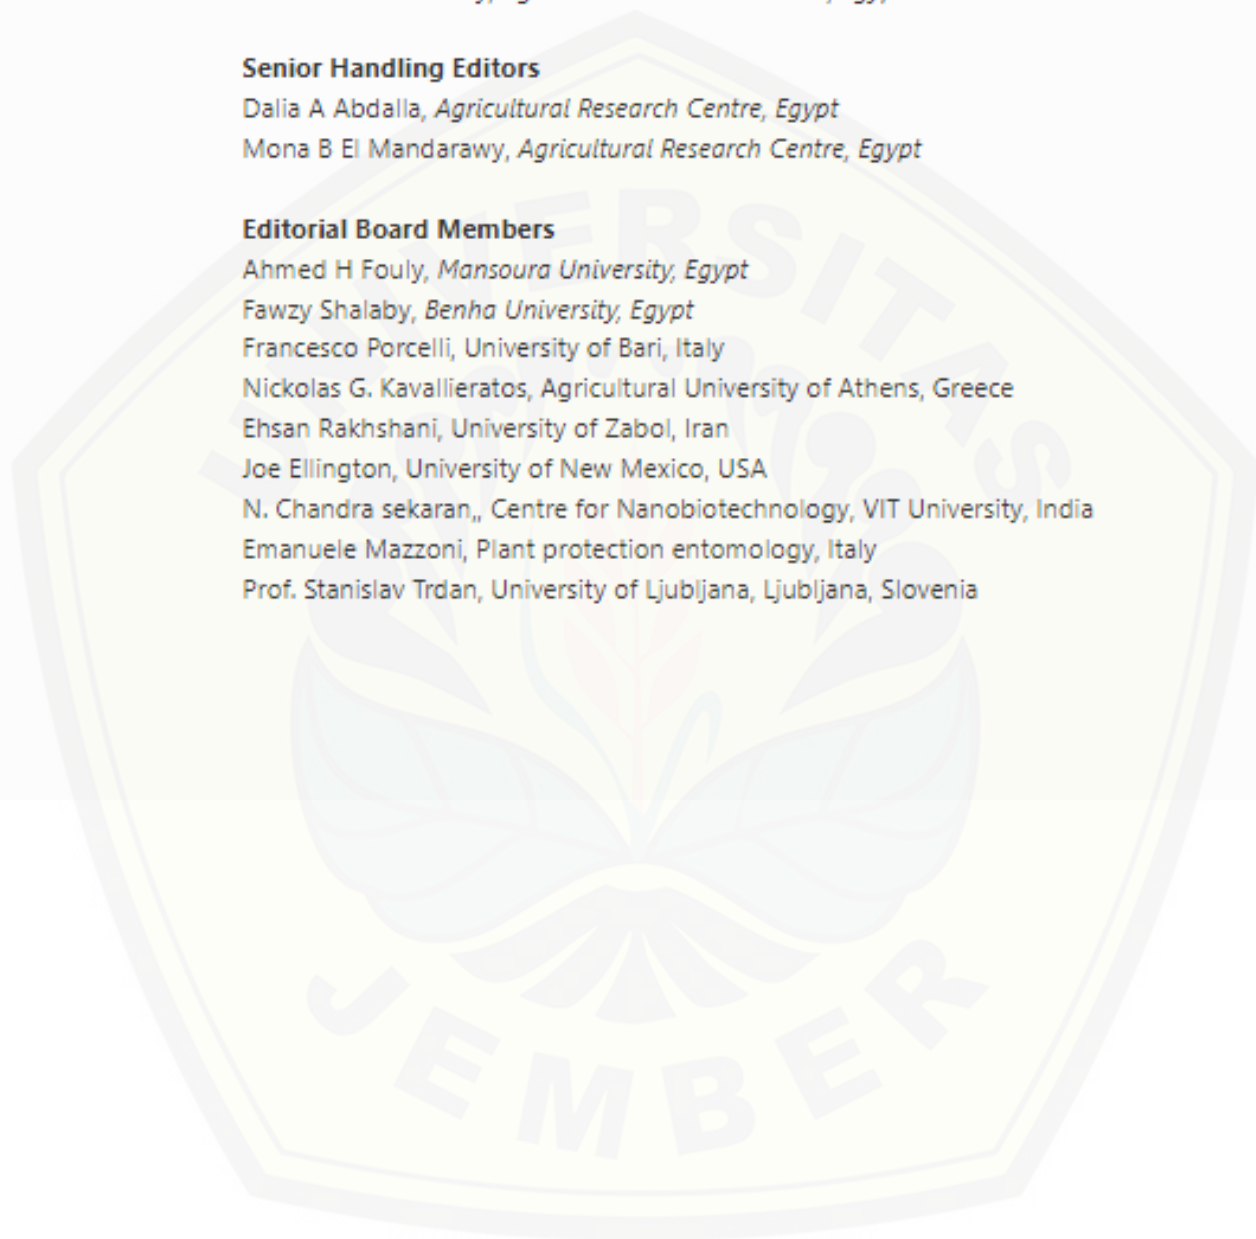 Senior Handling Editors
Dalia A Abdalla, Agricultural Research Centre, Egypt
Mona B El Mandarawy, Agricultural Research Centre, Egypt
Editorial Board Members
Ahmed H Fouly, Mansoura University, Egypt
Fawzy Shalaby, Benha University, Egypt
Francesco Porcelli, University of Bari, Italy
Nickolas G. Kavallieratos, Agricultural University of Athens, Greece
Ehsan Rakhshani, University of Zabol, Iran
Joe Ellington, University of New Mexico, USA
N. Chandra sekaran,, Centre for Nanobiotechnology, VIT University, India
Emanuele Mazzoni, Plant protection entomology, Italy
Prof. Stanislav Trdan, University of Ljubljana, Ljubljana, Slovenia
UNIVERSITAS
JEMBER